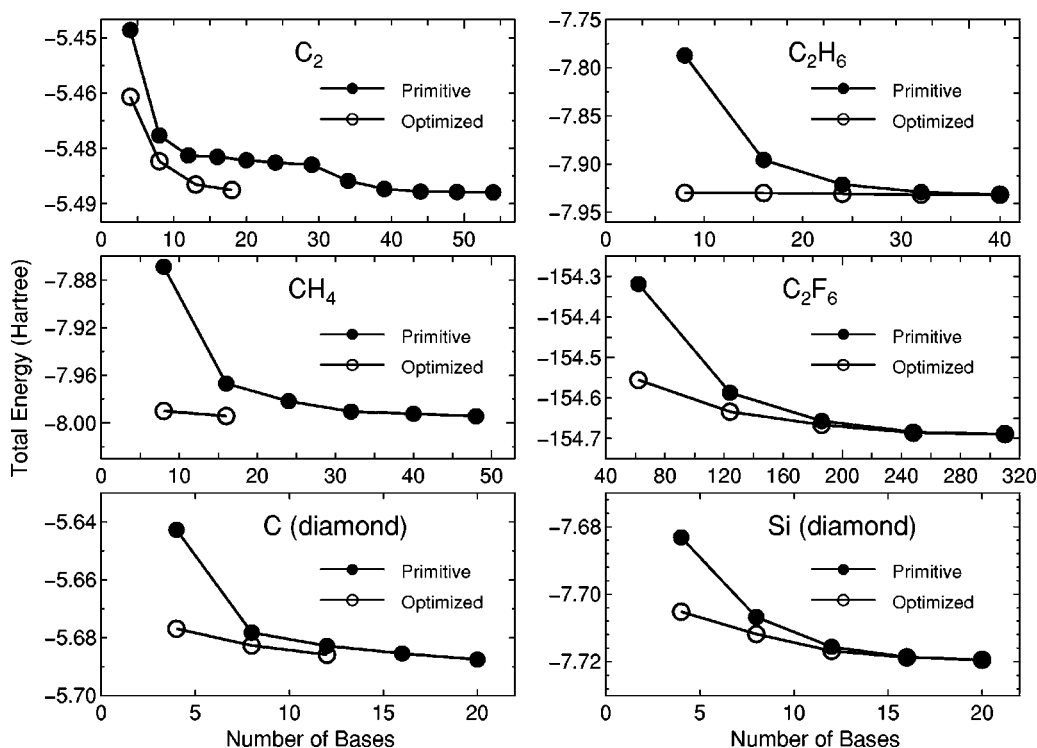 Total Energy (Hartree)
C2
−5.45
−5.46
−5.48
−5.49
0 10 20 30 40 50
Primitive
Optimized
C2H6
−7.75
−7.80
−7.85
−7.90
−7.95
0 10 20 30 40
Primitive
Optimized
CH4
−7.88
−7.92
−7.96
−8.00
0 10 20 30 40 50
Primitive
Optimized
C2F6
−154.3
−154.4
−154.5
−154.6
−154.7
40 80 120 160 200 240 280 320
Primitive
Optimized
C (diamond)
−5.64
−5.66
−5.68
−5.70
0 5 10 15 20
Primitive
Optimized
Number of Bases
Si (diamond)
−7.68
−7.70
−7.72
0 5 10 15 20
Primitive
Optimized
Number of Bases